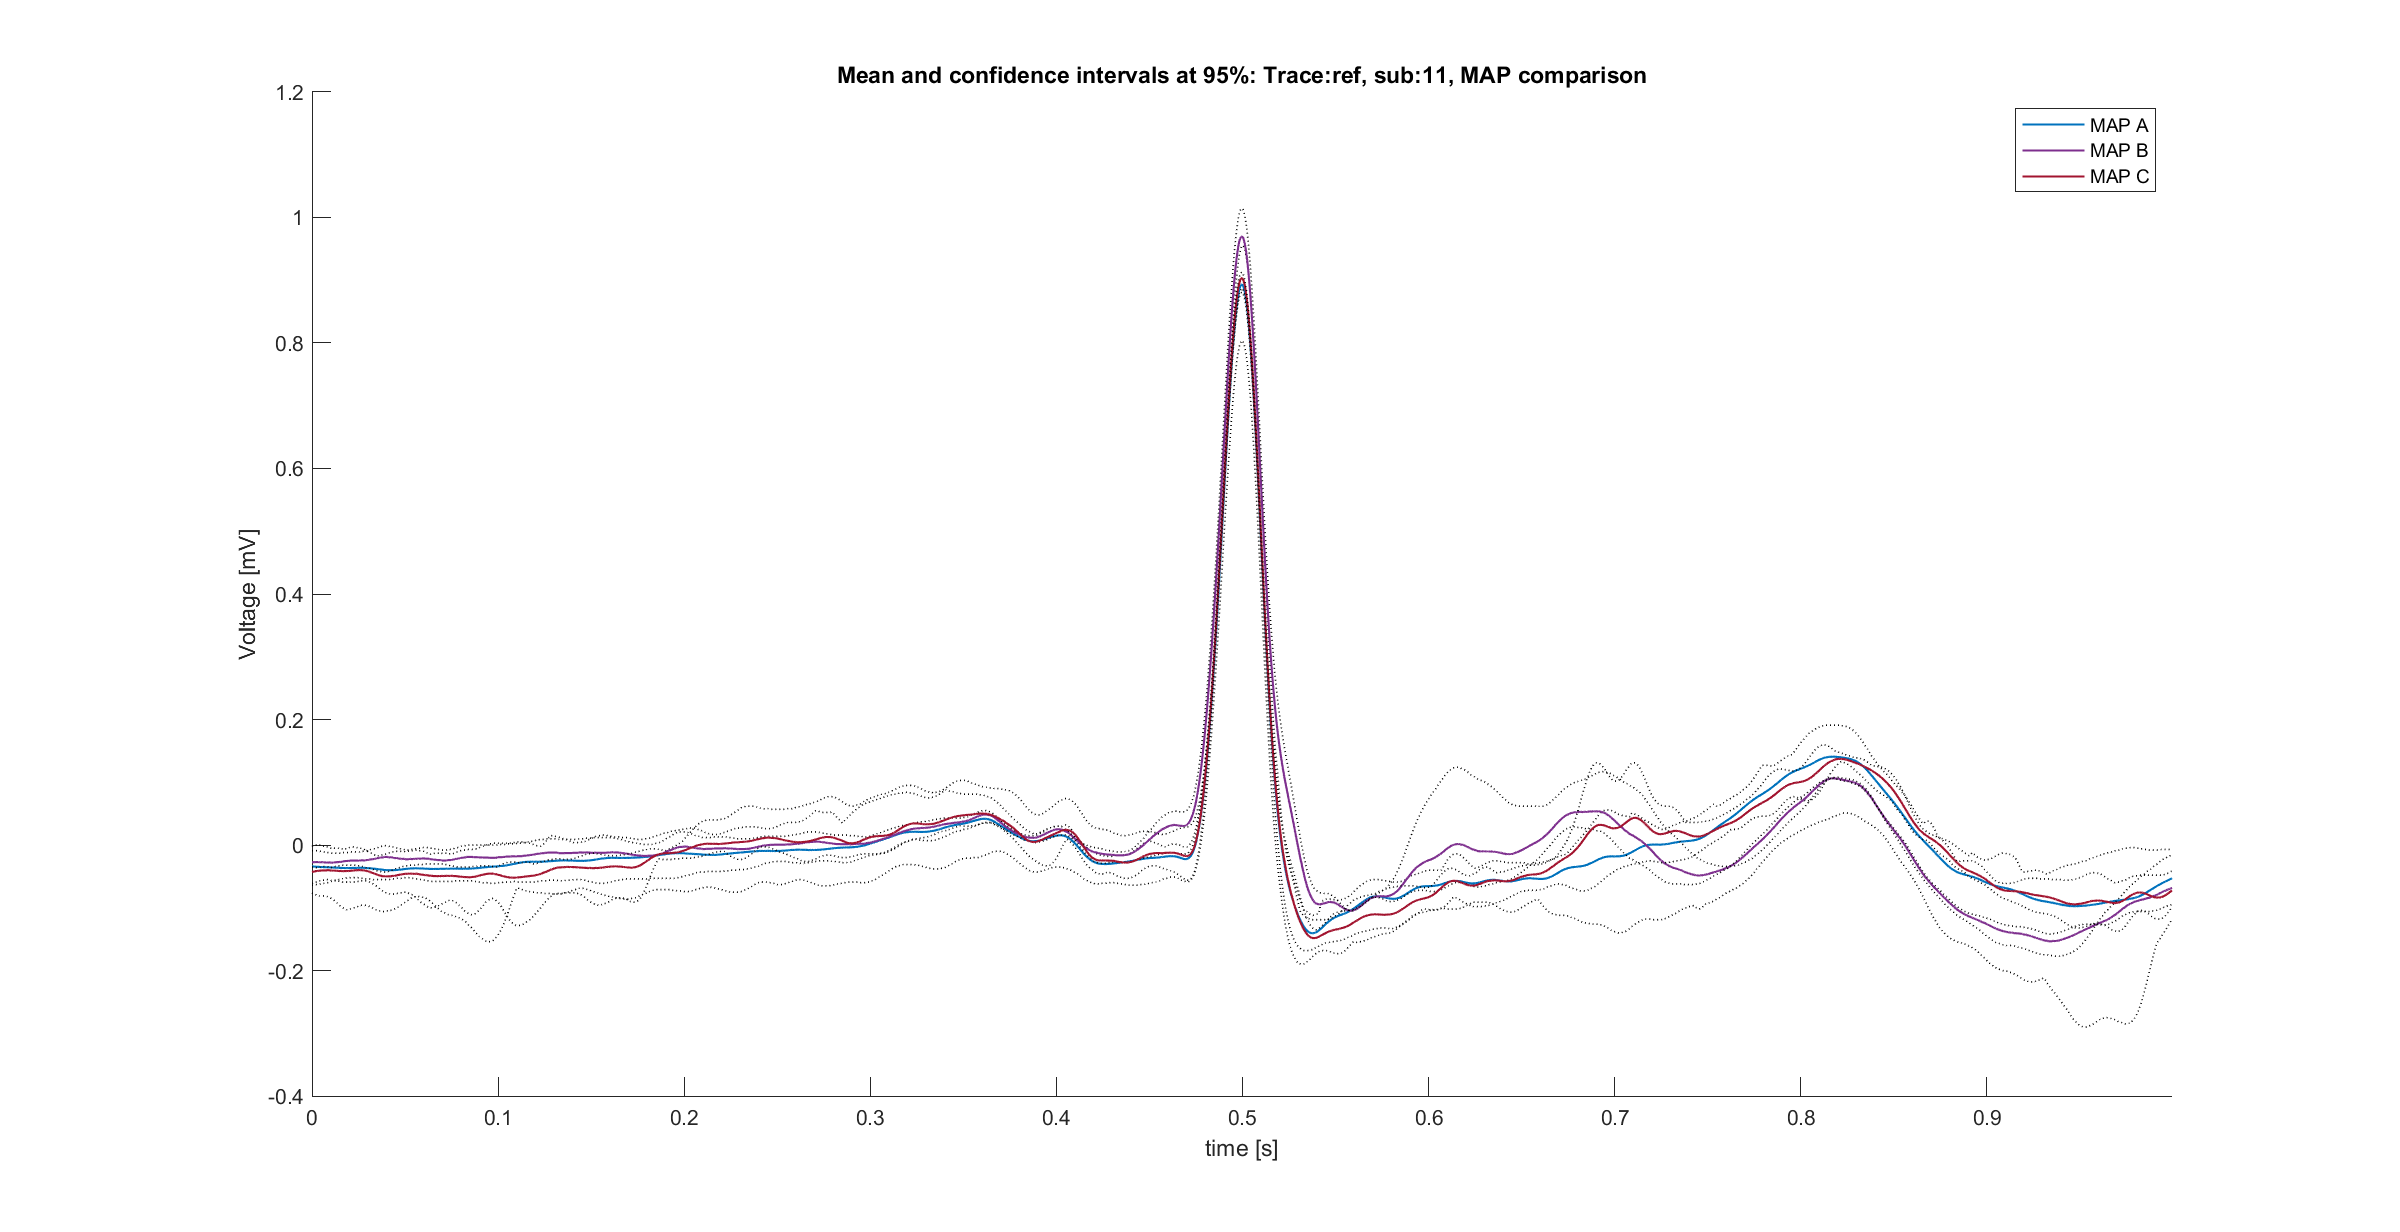 Mean and confidence intervals at 95%: Trace:ref, sub:11, MAP comparison
MAP A
MAP B
MAP C
Voltage [mV]
1.2
1
0.8
0.6
0.4
0.2
0
-0.2
-0.4
0 0.1 0.2 0.3 0.4 0.5 0.6 0.7 0.8 0.9
time [s]